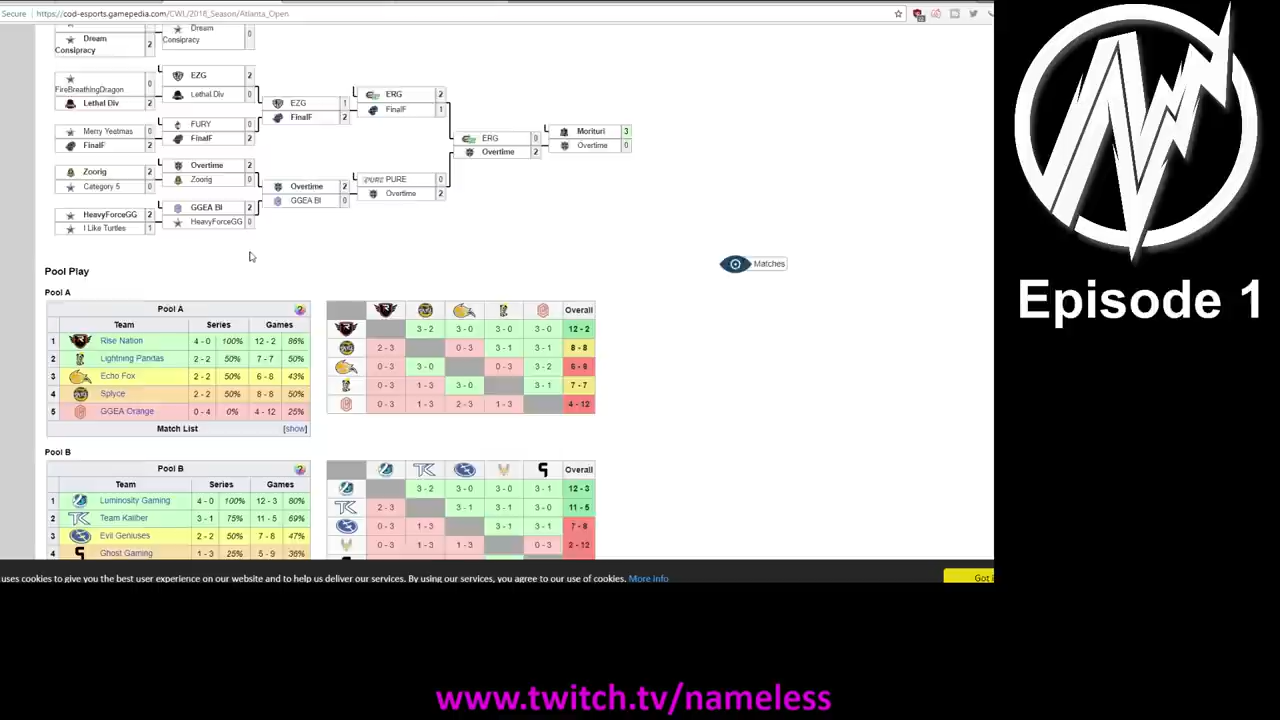 Secure https://cod-esports.gamepedia.com/CWL/2018_Season/Atlanta_Open
Dream Conspiracy 2
Dream Conspiracy 0
FireBreathingDragon 0
Lethal Div 2
Merry Yeatmas 0
FinalF 2
Zoorig 2
Category 5 0
HeavyForceGG 2
I Like Turtles 1
EZG 2
Lethal Div 0
FURY 0
FinalF 2
Overtime 2
Zoorig 0
GGEA Bl 2
HeavyForceGG 0
EZG 1
FinalF 2
Overtime 2
GGEA Bl 0
ERG 2
FinalF 1
PURE PURE 0
Overtime 2
ERG 0
Overtime 2
Morituri 3
Overtime 0
Matches
Pool Play
Pool A
Pool A
Team Series Games
1 Rise Nation 4 - 0 100% 12 - 2 86%
2 Lightning Pandas 2 - 2 50% 7 - 7 50%
3 Echo Fox 2 - 2 50% 6 - 8 43%
4 Splyce 2 - 2 50% 8 - 8 50%
5 GGEA Orange 0 - 4 0% 4 - 12 25%
Match List [show]
Overall
3 - 2 3 - 0 3 - 0 3 - 0 12 - 2
2 - 3 0 - 3 3 - 1 3 - 1 8 - 8
0 - 3 3 - 0 0 - 3 3 - 2 6 - 8
0 - 3 1 - 3 3 - 0 3 - 1 7 - 7
0 - 3 1 - 3 2 - 3 1 - 3 4 - 12
Pool B
Pool B
Team Series Games
1 Luminosity Gaming 4 - 0 100% 12 - 3 80%
2 Team Kaliber 3 - 1 75% 11 - 5 69%
3 Evil Geniuses 2 - 2 50% 7 - 8 47%
4 Ghost Gaming 1 - 3 25% 5 - 9 36%
Overall
3 - 2 3 - 0 3 - 0 3 - 1 12 - 3
2 - 3 3 - 1 3 - 1 3 - 0 11 - 5
0 - 3 1 - 3 3 - 1 3 - 1 7 - 8
0 - 3 1 - 3 1 - 3 0 - 3 2 - 12
uses cookies to give you the best user experience on our website and to help us deliver our services. By using our services, you agree to our use of cookies. More info
Got i
Episode 1
www.twitch.tv/nameless